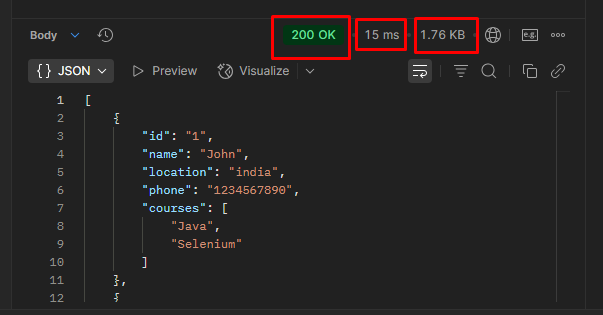 Body 200 OK 15 ms 1.76 KB e.g.
{} JSON Preview Visualize
1 [
2 {
3 "id": "1",
4 "name": "John",
5 "location": "india",
6 "phone": "1234567890",
7 "courses": [
8 "Java",
9 "Selenium"
10 ]
11 },
12 {